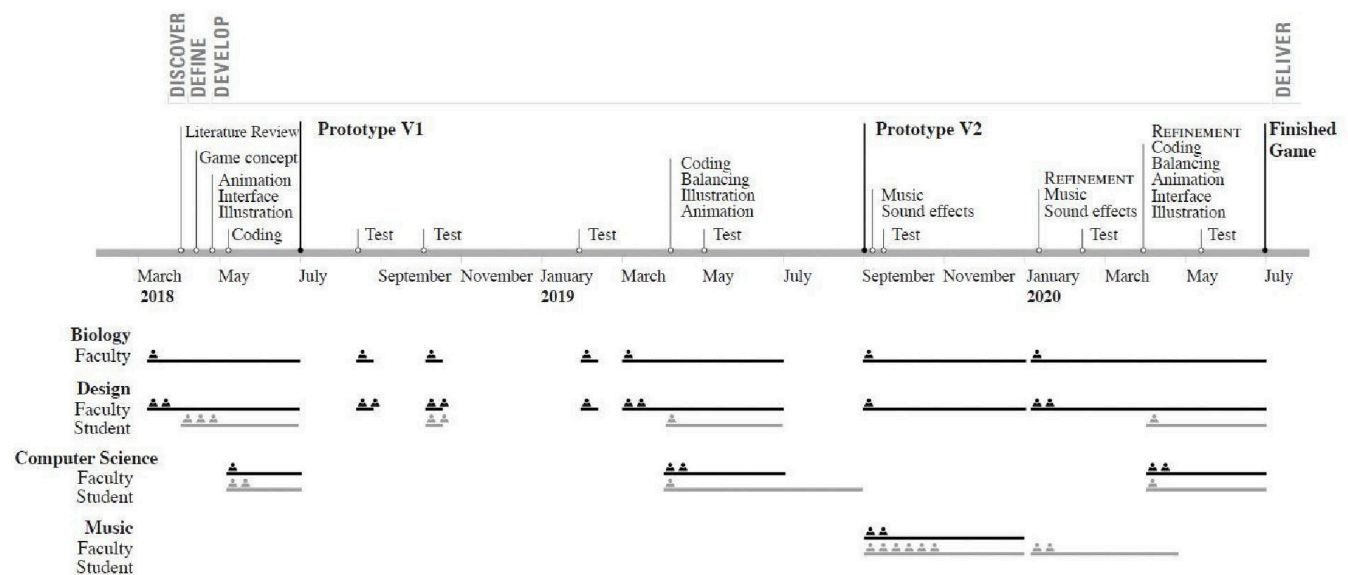 DISCOVER
DEFINE
DEVELOP
DELIVER
Literature Review
Game concept
Animation
Interface
Illustration
Coding
Prototype V1
Test
Test
Test
Coding
Balancing
Illustration
Animation
Test
Prototype V2
Music
Sound effects
Test
REFINEMENT
Music
Sound effects
Test
REFINEMENT
Coding
Balancing
Animation
Interface
Illustration
Test
Finished
Game
March May July September November January March May July September November January March May July
2018 2019 2020
Biology
Faculty
Design
Faculty
Student
Computer Science
Faculty
Student
Music
Faculty
Student